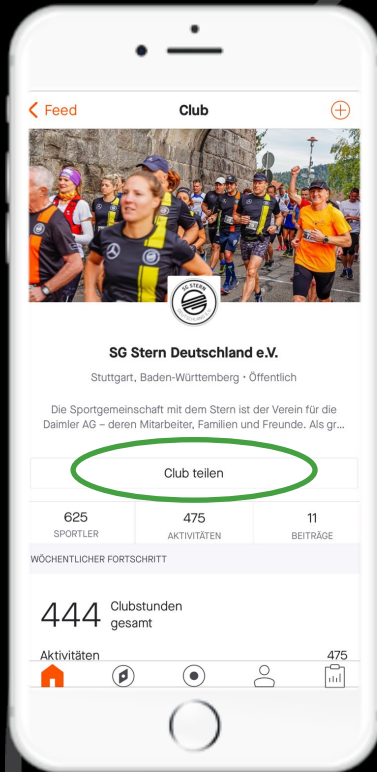 Feed
Club
SG STERN
SG Stern Deutschland e.V.
Stuttgart, Baden-Württemberg · Öffentlich
Die Sportgemeinschaft mit dem Stern ist der Verein für die
Daimler AG – deren Mitarbeiter, Familien und Freunde. Als gr...
Club teilen
625
SPORTLER
475
AKTIVITÄTEN
11
BEITRÄGE
WÖCHENTLICHER FORTSCHRITT
444
Clubstunden
gesamt
Aktivitäten
475